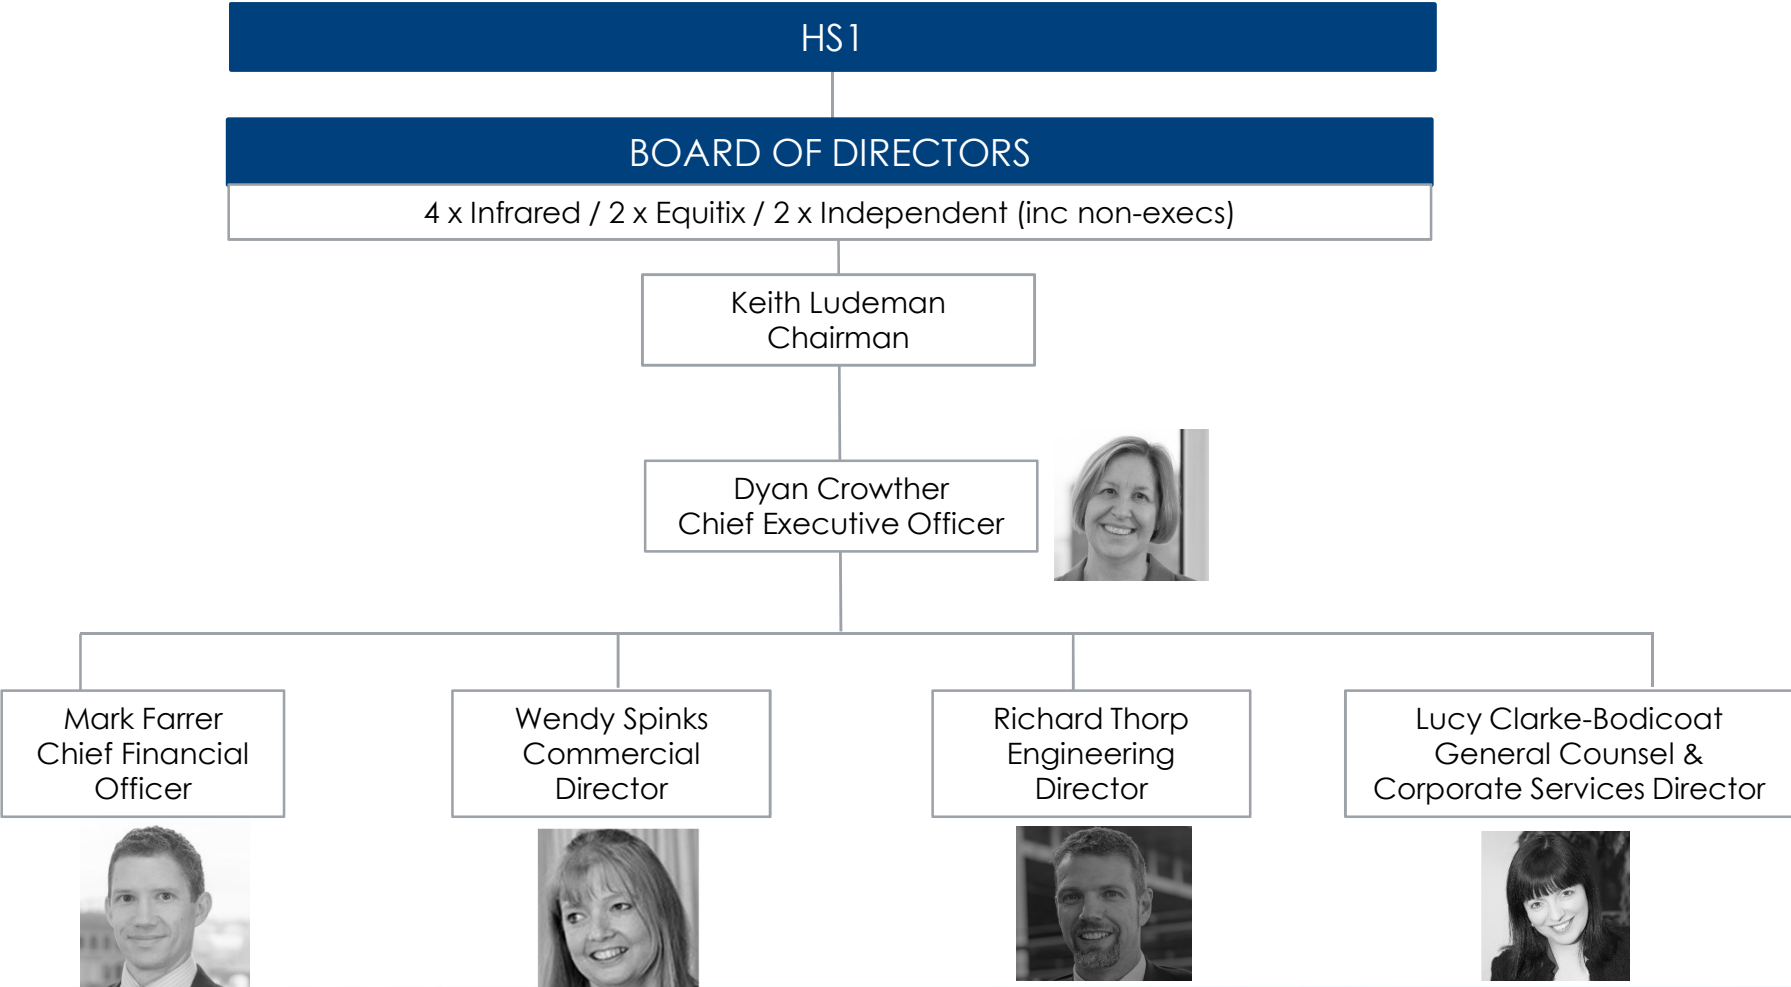 HS1
BOARD OF DIRECTORS
4 x Infrared / 2 x Equitix / 2 x Independent (inc non-execs)
Keith Ludeman
Chairman
Dyan Crowther
Chief Executive Officer
Mark Farrer
Chief Financial
Officer
Wendy Spinks
Commercial
Director
Richard Thorp
Engineering
Director
Lucy Clarke-Bodicoat
General Counsel &
Corporate Services Director